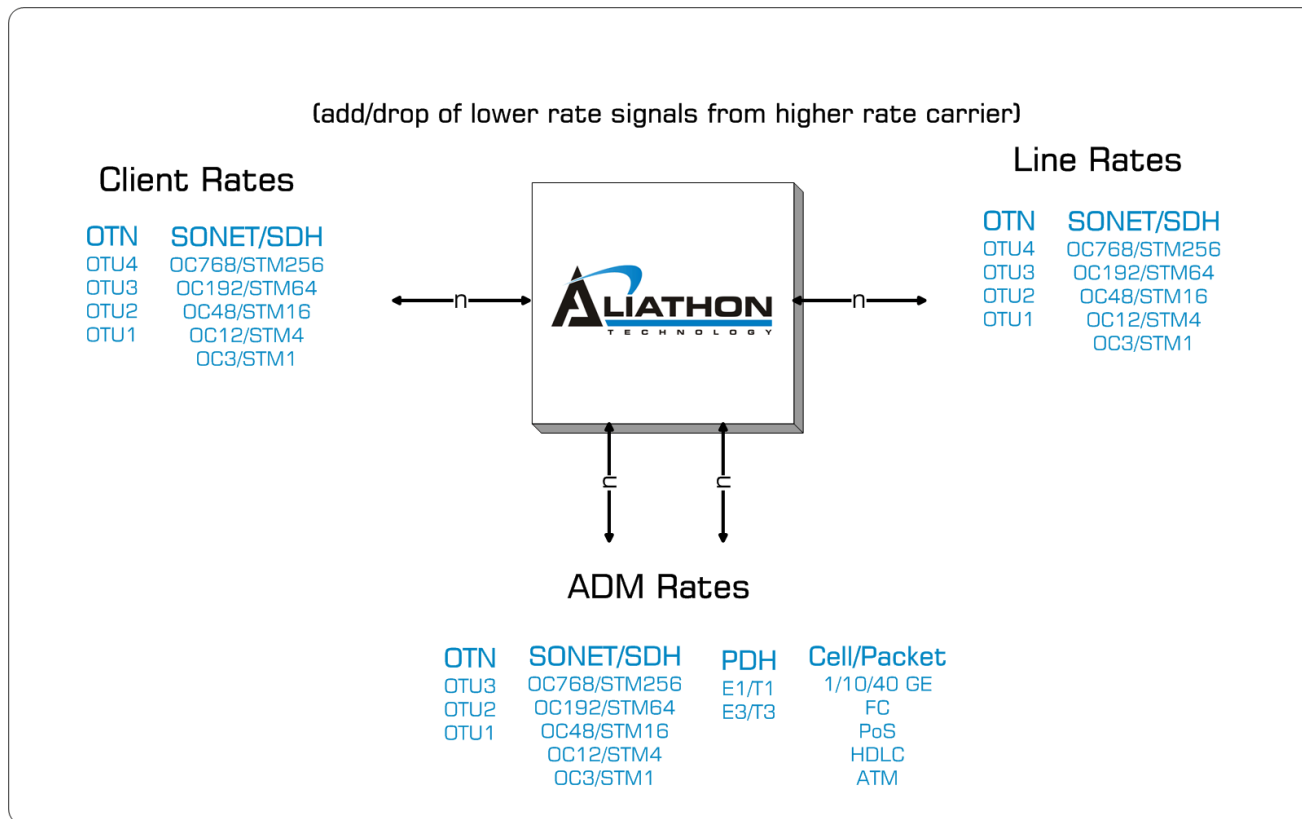 (add/drop of lower rate signals from higher rate carrier)
Client Rates
OTN SONET/SDH
OTU4 OC768/STM256
OTU3 OC192/STM64
OTU2 OC48/STM16
OTU1 OC12/STM4
OC3/STM1
n
ALIATHON
TECHNOLOGY
n
Line Rates
OTN SONET/SDH
OTU4 OC768/STM256
OTU3 OC192/STM64
OTU2 OC48/STM16
OTU1 OC12/STM4
OC3/STM1
n n
ADM Rates
OTN SONET/SDH PDH Cell/Packet
OTU3 OC768/STM256 E1/T1 1/10/40 GE
OTU2 OC192/STM64 E3/T3 FC
OTU1 OC48/STM16 PoS
OC12/STM4 HDLC
OC3/STM1 ATM